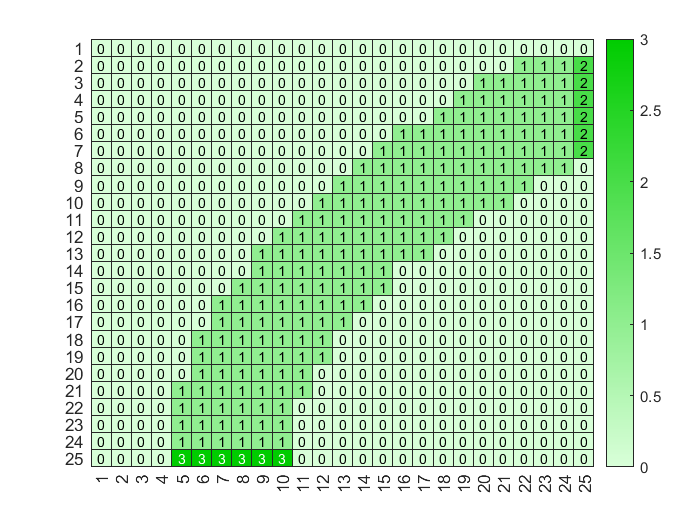 1 0 0 0 0 0 0 0 0 0 0 0 0 0 0 0 0 0 0 0 0 0 0 0 0 0
2 0 0 0 0 0 0 0 0 0 0 0 0 0 0 0 0 0 0 0 0 0 1 1 1 2
3 0 0 0 0 0 0 0 0 0 0 0 0 0 0 0 0 0 0 0 1 1 1 1 1 2
4 0 0 0 0 0 0 0 0 0 0 0 0 0 0 0 0 0 0 1 1 1 1 1 1 2
5 0 0 0 0 0 0 0 0 0 0 0 0 0 0 0 0 0 1 1 1 1 1 1 1 2
6 0 0 0 0 0 0 0 0 0 0 0 0 0 0 0 1 1 1 1 1 1 1 1 1 2
7 0 0 0 0 0 0 0 0 0 0 0 0 0 0 1 1 1 1 1 1 1 1 1 1 2
8 0 0 0 0 0 0 0 0 0 0 0 0 0 1 1 1 1 1 1 1 1 1 1 1 0
9 0 0 0 0 0 0 0 0 0 0 0 0 1 1 1 1 1 1 1 1 1 1 0 0 0
10 0 0 0 0 0 0 0 0 0 0 0 1 1 1 1 1 1 1 1 1 1 0 0 0 0
11 0 0 0 0 0 0 0 0 0 0 1 1 1 1 1 1 1 1 1 0 0 0 0 0 0
12 0 0 0 0 0 0 0 0 0 1 1 1 1 1 1 1 1 1 0 0 0 0 0 0 0
13 0 0 0 0 0 0 0 0 1 1 1 1 1 1 1 1 1 0 0 0 0 0 0 0 0
14 0 0 0 0 0 0 0 0 1 1 1 1 1 1 1 0 0 0 0 0 0 0 0 0 0
15 0 0 0 0 0 0 0 1 1 1 1 1 1 1 1 0 0 0 0 0 0 0 0 0 0
16 0 0 0 0 0 0 1 1 1 1 1 1 1 1 0 0 0 0 0 0 0 0 0 0 0
17 0 0 0 0 0 0 1 1 1 1 1 1 1 0 0 0 0 0 0 0 0 0 0 0 0
18 0 0 0 0 0 1 1 1 1 1 1 1 0 0 0 0 0 0 0 0 0 0 0 0 0
19 0 0 0 0 0 1 1 1 1 1 1 1 0 0 0 0 0 0 0 0 0 0 0 0 0
20 0 0 0 0 0 1 1 1 1 1 1 0 0 0 0 0 0 0 0 0 0 0 0 0 0
21 0 0 0 0 1 1 1 1 1 1 1 0 0 0 0 0 0 0 0 0 0 0 0 0 0
22 0 0 0 0 1 1 1 1 1 1 0 0 0 0 0 0 0 0 0 0 0 0 0 0 0
23 0 0 0 0 1 1 1 1 1 1 0 0 0 0 0 0 0 0 0 0 0 0 0 0 0
24 0 0 0 0 1 1 1 1 1 1 0 0 0 0 0 0 0 0 0 0 0 0 0 0 0
25 0 0 0 0 3 3 3 3 3 3 0 0 0 0 0 0 0 0 0 0 0 0 0 0 0
1 2 3 4 5 6 7 8 9 10 11 12 13 14 15 16 17 18 19 20 21 22 23 24 25
3
2.5
2
1.5
1
0.5
0